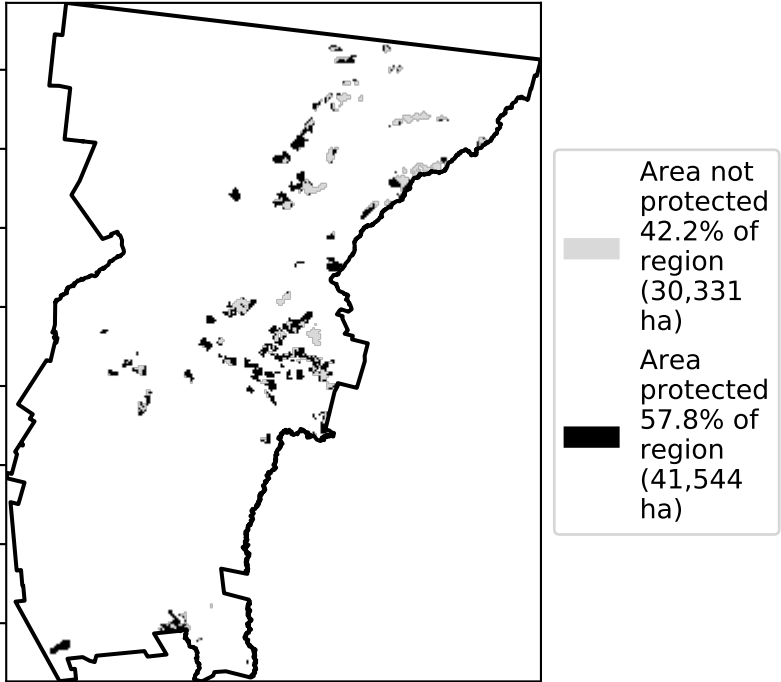 Area not
protected
42.2% of
region
(30,331
ha)
Area
protected
57.8% of
region
(41,544
ha)